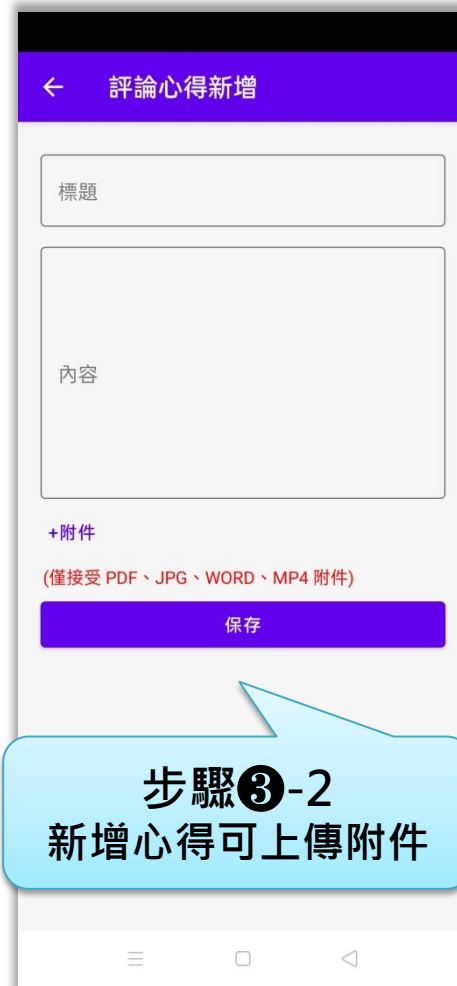 評論心得新增
標題
內容
+附件
(僅接受 PDF、JPG、WORD、MP4 附件)
保存
步驟❸-2
新增心得可上傳附件